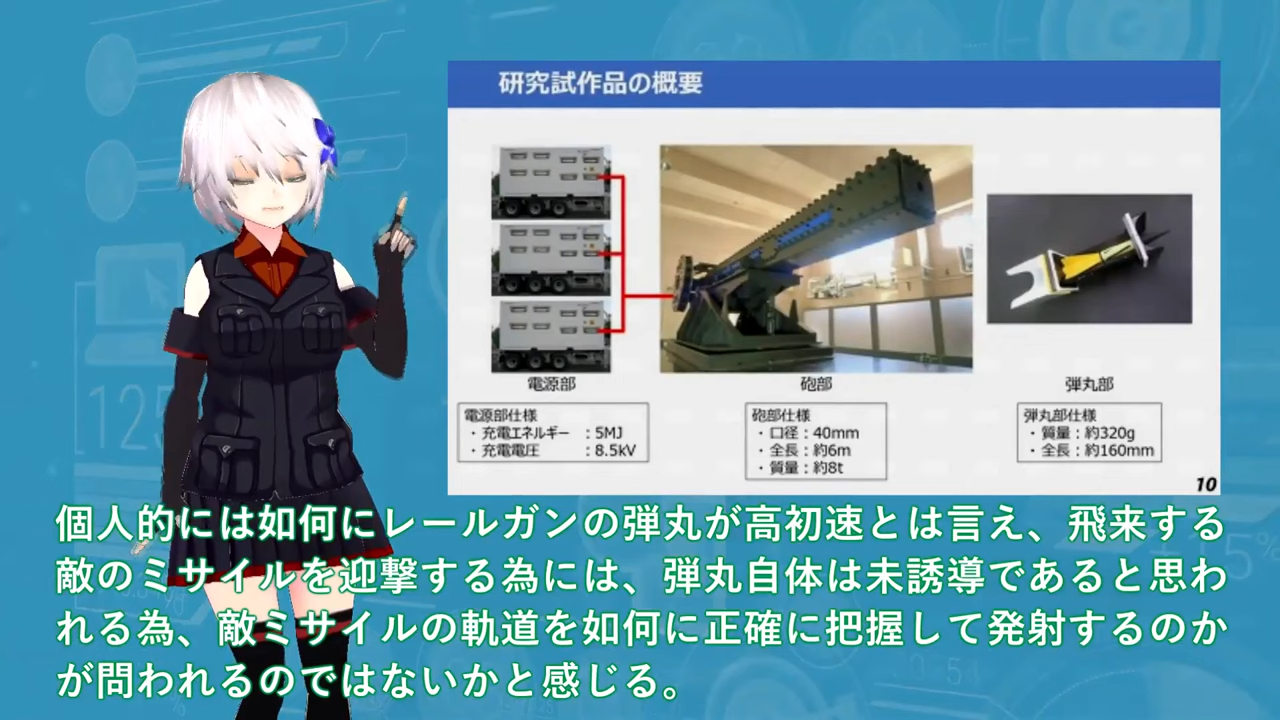 研究試作品の概要
電源部
砲部
弾丸部
電源部仕様
・充電エネルギー ：5MJ
・充電電圧 ：8.5kV
砲部仕様
・口径：40mm
・全長：約6m
・質量：約8t
弾丸部仕様
・質量：約320g
・全長：約160mm
10
個人的には如何にレールガンの弾丸が高初速とは言え、飛来する
敵のミサイルを迎撃する為には、弾丸自体は未誘導であると思わ
れる為、敵ミサイルの軌道を如何に正確に把握して発射するのか
が問われるのではないかと感じる。